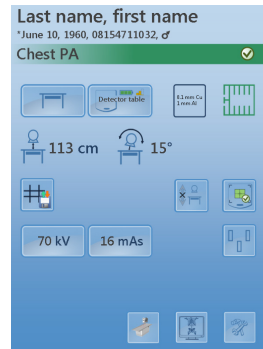 Last name, first name
*June 10, 1960, 08154711032, ♂
Chest PA
Detector table
0.1 mm Cu
1 mm Al
113 cm
15°
70 kV
16 mAs